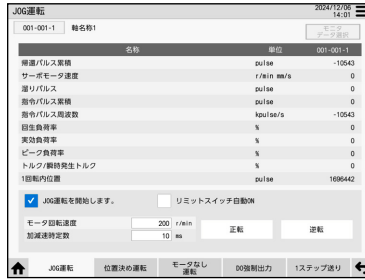 JOG運転
2024/12/06
14:01
001-001-1 軸名称1
モニタ
データ選択
名称 単位 001-001-1
帰還パルス累積 pulse -10543
サーボモータ速度 r/min mm/s 0
溜りパルス pulse 0
指令パルス累積 pulse 0
指令パルス周波数 kpulse/s -10543
回生負荷率 % 0
実効負荷率 % 0
ピーク負荷率 % 0
トルク/瞬時発生トルク % 0
1回転内位置 pulse 1696442
JOG運転を開始します。 リミットスイッチ自動ON
モータ回転速度 200 r/min
加減速時定数 10 ms
正転 逆転
JOG運転 位置決め運転 モータなし
運転 DO強制出力 1ステップ送り